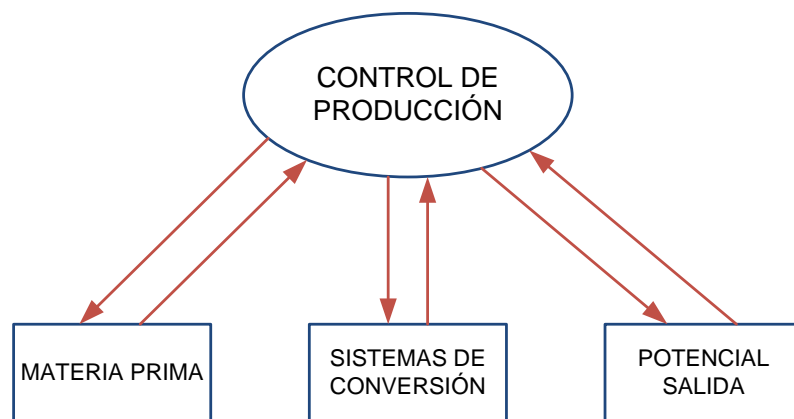 CONTROL DE
PRODUCCIÓN
MATERIA PRIMA
SISTEMAS DE
CONVERSIÓN
POTENCIAL
SALIDA